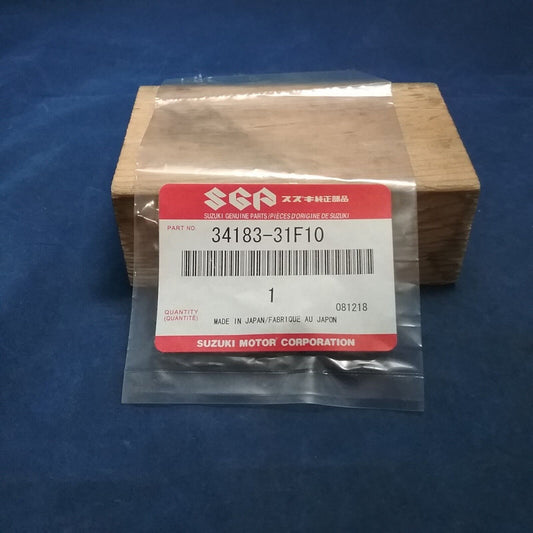 SGP スズキ純正部品
SUZUKI GENUINE PARTS/PIÈCES D'ORIGINE DE SUZUKI
PART NO. 34183-31F10
1
081218
QUANTITY
(QUANTITÉ)
MADE IN JAPAN/FABRIQUE AU JAPON
SUZUKI MOTOR CORPORATION